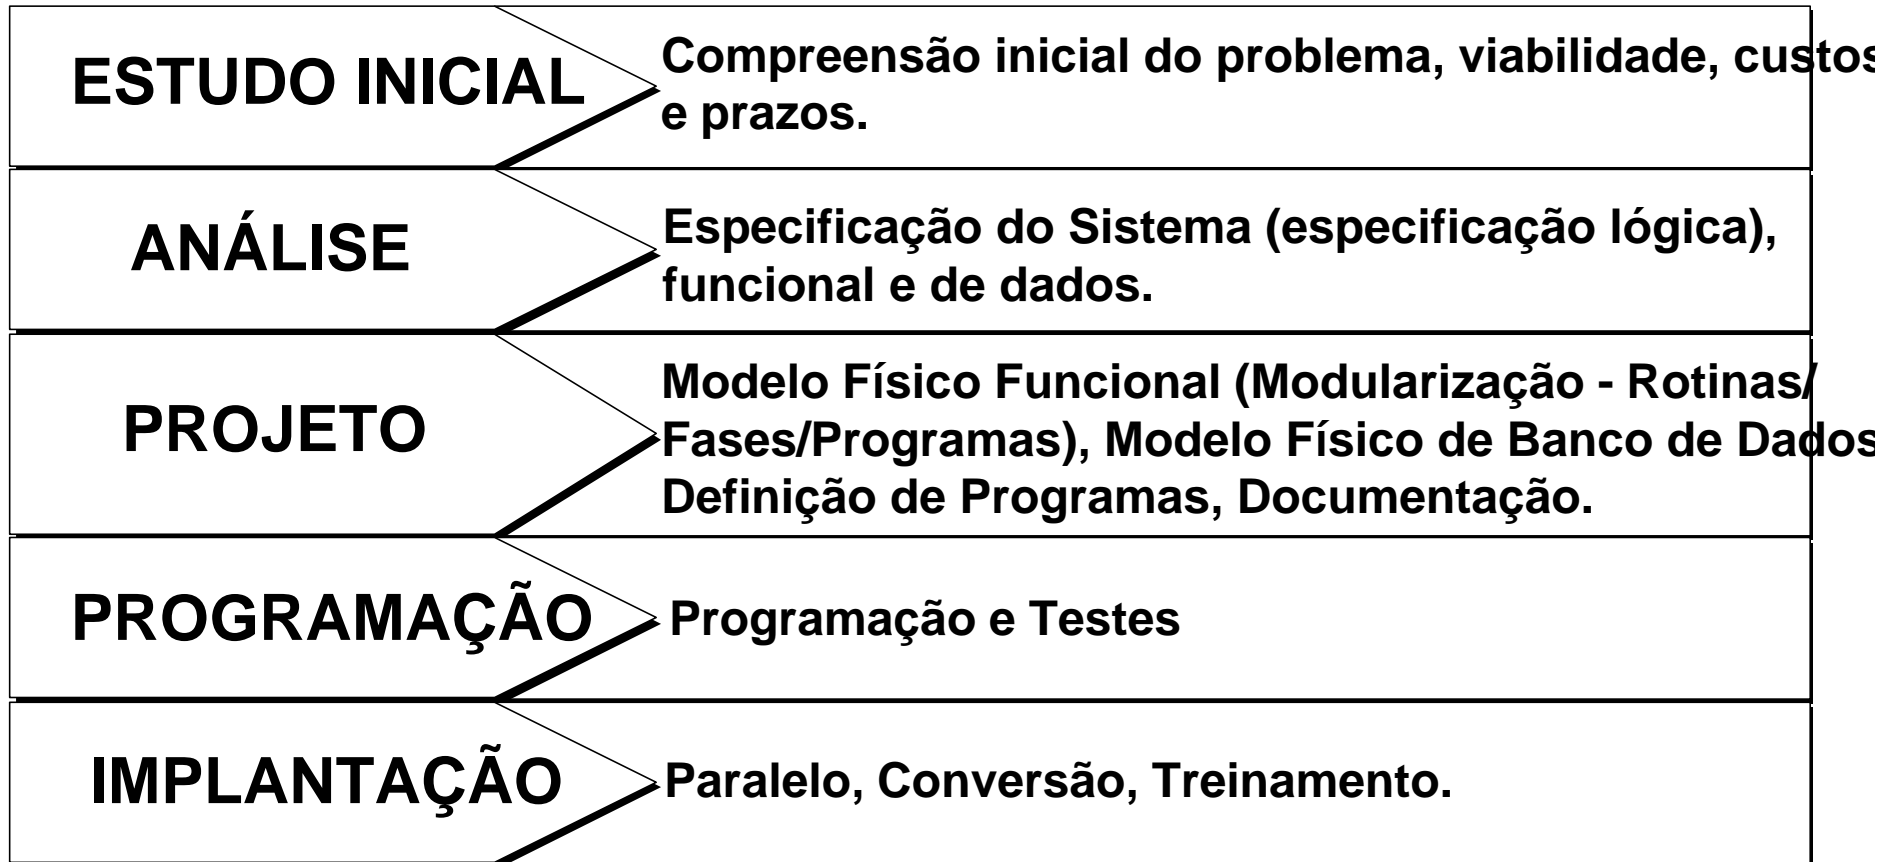 ESTUDO INICIAL
Compreensão inicial do problema, viabilidade, custos
e prazos.
ANÁLISE
Especificação do Sistema (especificação lógica),
funcional e de dados.
PROJETO
Modelo Físico Funcional (Modularização - Rotinas/
Fases/Programas), Modelo Físico de Banco de Dados
Definição de Programas, Documentação.
PROGRAMAÇÃO
Programação e Testes
IMPLANTAÇÃO
Paralelo, Conversão, Treinamento.